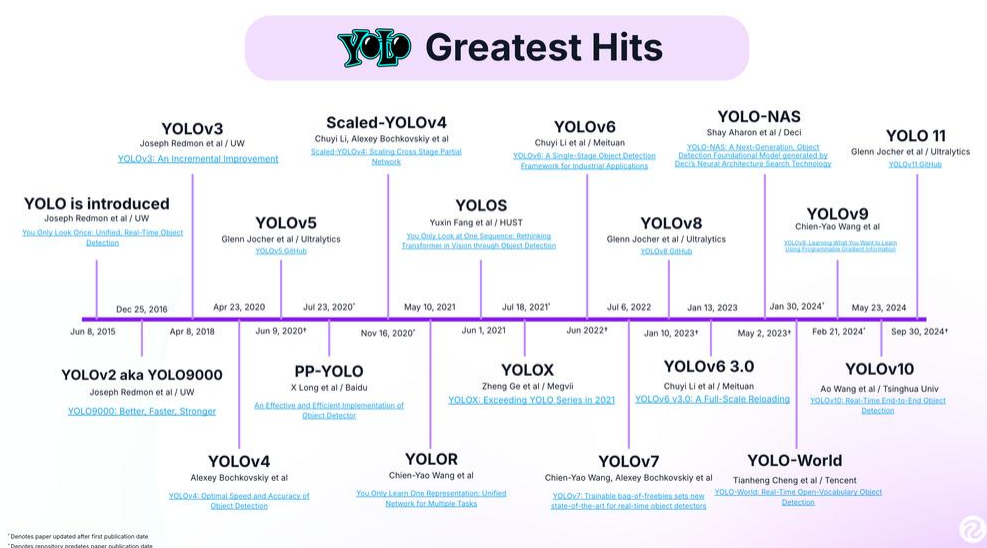 YOLO Greatest Hits
YOLO is introduced
Joseph Redmon et al / UW
You Only Look Once: Unified, Real-Time Object
Detection
YOLOv3
Joseph Redmon et al / UW
YOLOv3: An Incremental Improvement
YOLOv5
Glenn Jocher et al / Ultralytics
YOLOv5 GitHub
Scaled-YOLOv4
Chuyi Li, Alexey Bochkovskiy et al
Scaled-YOLOv4: Scaling Cross Stage Partial
Network
YOLOS
Yuxin Fang et al / HUST
You Only Look at One Sequence: Rethinking
Transformer in Vision through Object Detection
YOLOv6
Chuyi Li et al / Meituan
YOLOv6: A Single-Stage Object Detection
Framework for Industrial Applications
YOLOv8
Glenn Jocher et al / Ultralytics
YOLOv8 GitHub
YOLO-NAS
Shay Aharon et al / Deci
YOLO-NAS: A Next-Generation, Object
Detection Foundational Model generated by
Deci's Neural Architecture Search Technology
YOLOv9
Chien-Yao Wang et al
YOLOv9: Learning What You Want to Learn
Using Programmable Gradient Information
YOLO 11
Glenn Jocher et al / Ultralytics
YOLOv11 GitHub
Dec 25, 2016
Apr 23, 2020
Jul 23, 2020*
May 10, 2021
Jul 18, 2021*
Jul 6, 2022
Jan 13, 2023
Jan 30, 2024*
May 23, 2024
Jun 8, 2015
Apr 8, 2018
Jun 9, 2020†
Nov 16, 2020*
Jun 1, 2021
Jun 2022†
Jan 10, 2023†
May 2, 2023†
Feb 21, 2024*
Sep 30, 2024†
YOLOv2 aka YOLO9000
Joseph Redmon et al / UW
YOLO9000: Better, Faster, Stronger
YOLOv4
Alexey Bochkovskiy et al
YOLOv4: Optimal Speed and Accuracy of
Object Detection
PP-YOLO
X Long et al / Baidu
An Effective and Efficient Implementation of
Object Detector
YOLOR
Chien-Yao Wang et al
You Only Learn One Representation: Unified
Network for Multiple Tasks
YOLOX
Zheng Ge et al / Megvii
YOLOX: Exceeding YOLO Series in 2021
YOLOv7
Chien-Yao Wang, Alexey Bochkovskiy et al
YOLOv7: Trainable bag-of-freebies sets new
state-of-the-art for real-time object detectors
YOLOv6 3.0
Chuyi Li et al / Meituan
YOLOv6 v3.0: A Full-Scale Reloading
YOLO-World
Tianheng Cheng et al / Tencent
YOLO-World: Real-Time Open-Vocabulary Object
Detection
YOLOv10
Ao Wang et al / Tsinghua Univ
YOLOv10: Real-Time End-to-End Object
Detection
*Denotes paper updated after first publication date
Denotes repository predates paper publication date